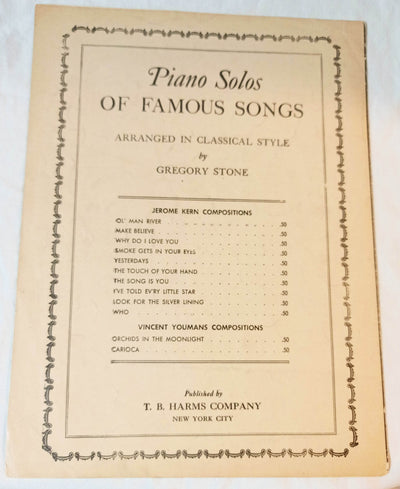 Piano Solos
OF FAMOUS SONGS
ARRANGED IN CLASSICAL STYLE
by
GREGORY STONE
JEROME KERN COMPOSITIONS
OL' MAN RIVER . . . . . . . . . . . . . .50
MAKE BELIEVE . . . . . . . . . . . . . .50
WHY DO I LOVE YOU . . . . . . . . . . . .50
SMOKE GETS IN YOUR EYES . . . . . . . . . .50
YESTERDAYS . . . . . . . . . . . . . . .50
THE TOUCH OF YOUR HAND . . . . . . . . . .50
THE SONG IS YOU . . . . . . . . . . . . .50
I'VE TOLD EV'RY LITTLE STAR . . . . . . . . .50
LOOK FOR THE SILVER LINING . . . . . . . . .50
WHO . . . . . . . . . . . . . . . . .50
VINCENT YOUMANS COMPOSITIONS
ORCHIDS IN THE MOONLIGHT . . . . . . . . .50
CARIOCA . . . . . . . . . . . . . . . .50
Published by
T. B. HARMS COMPANY
NEW YORK CITY